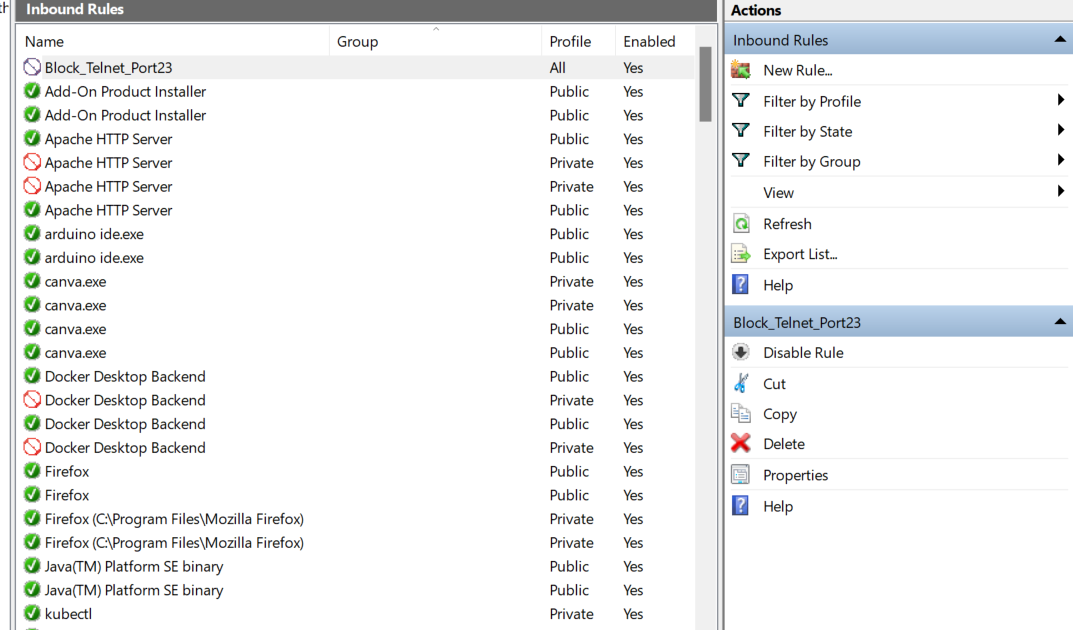 Inbound Rules
Name Group Profile Enabled
Block_Telnet_Port23 All Yes
Add-On Product Installer Public Yes
Add-On Product Installer Public Yes
Apache HTTP Server Public Yes
Apache HTTP Server Private Yes
Apache HTTP Server Private Yes
Apache HTTP Server Public Yes
arduino ide.exe Public Yes
arduino ide.exe Public Yes
canva.exe Private Yes
canva.exe Private Yes
canva.exe Public Yes
canva.exe Public Yes
Docker Desktop Backend Public Yes
Docker Desktop Backend Private Yes
Docker Desktop Backend Public Yes
Docker Desktop Backend Private Yes
Firefox Public Yes
Firefox Public Yes
Firefox (C:\Program Files\Mozilla Firefox) Private Yes
Firefox (C:\Program Files\Mozilla Firefox) Private Yes
Java(TM) Platform SE binary Public Yes
Java(TM) Platform SE binary Public Yes
kubectl Private Yes
Actions
Inbound Rules
New Rule...
Filter by Profile
Filter by State
Filter by Group
View
Refresh
Export List...
Help
Block_Telnet_Port23
Disable Rule
Cut
Copy
Delete
Properties
Help